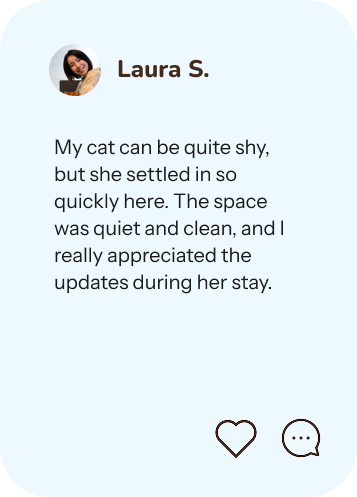 Laura S.
My cat can be quite shy,
but she settled in so
quickly here. The space
was quiet and clean, and I
really appreciated the
updates during her stay.